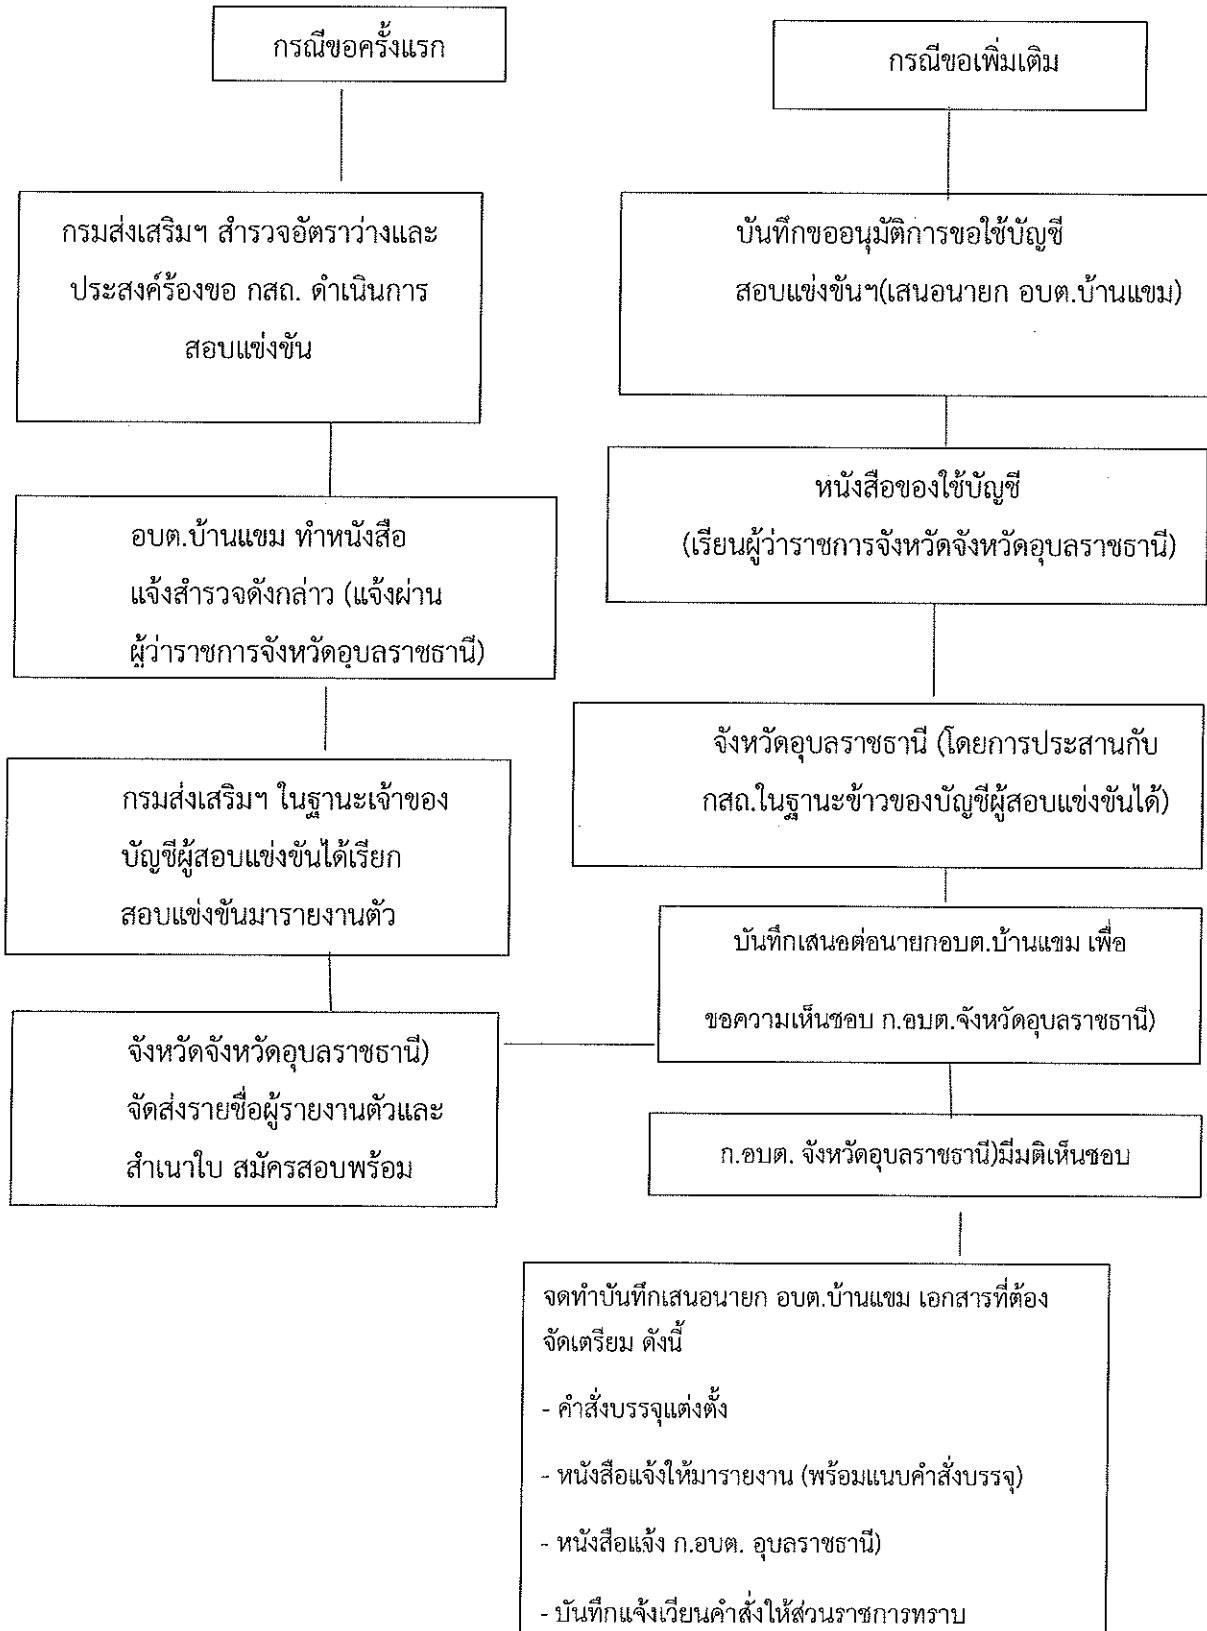 กรณีขอครั้งแรก
กรมส่งเสริมฯ สำรวจอัตราว่างและ
ประสงค์ร้องขอ กสถ. ดำเนินการ
สอบแข่งขัน
อบต.บ้านแขม ทำหนังสือ
แจ้งสำรวจดังกล่าว (แจ้งผ่าน
ผู้ว่าราชการจังหวัดอุบลราชธานี)
กรมส่งเสริมฯ ในฐานะเจ้าของ
บัญชีผู้สอบแข่งขันได้เรียก
สอบแข่งขันมารายงานตัว
จังหวัดจังหวัดอุบลราชธานี)
จัดส่งรายชื่อผู้รายงานตัวและ
สำเนาใบ สมัครสอบพร้อม
กรณีขอเพิ่มเติม
บันทึกขออนุมัติการขอใช้บัญชี
สอบแข่งขันฯ(เสนอนายก อบต.บ้านแขม)
หนังสือของใช้บัญชี
(เรียนผู้ว่าราชการจังหวัดจังหวัดอุบลราชธานี)
จังหวัดอุบลราชธานี (โดยการประสานกับ
กสถ.ในฐานะข้าวของบัญชีผู้สอบแข่งขันได้)
บันทึกเสนอต่อนายกอบต.บ้านแขม เพื่อ
ขอความเห็นชอบ ก.อบต.จังหวัดอุบลราชธานี)
ก.อบต. จังหวัดอุบลราชธานี)มีมติเห็นชอบ
จดทำบันทึกเสนอนายก อบต.บ้านแขม เอกสารที่ต้อง
จัดเตรียม ดังนี้
- คำสั่งบรรจุแต่งตั้ง
- หนังสือแจ้งให้มารายงาน (พร้อมแนบคำสั่งบรรจุ)
- หนังสือแจ้ง ก.อบต. อุบลราชธานี)
- บันทึกแจ้งเวียนคำสั่งให้ส่วนราชการทราบ